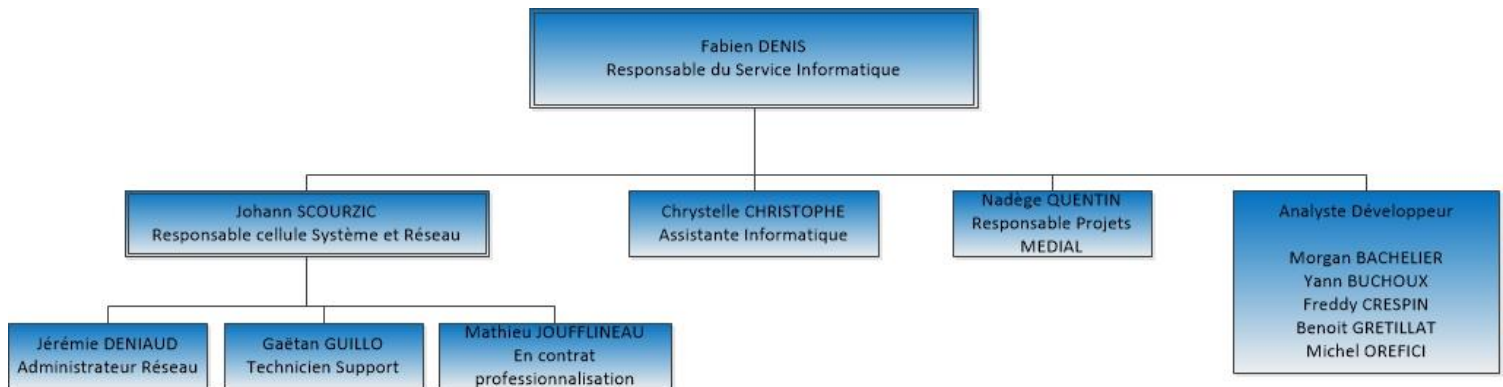 Fabien DENIS
Responsable du Service Informatique
Johann SCOURZIC
Responsable cellule Système et Réseau
Chrystelle CHRISTOPHE
Assistante Informatique
Nadège QUENTIN
Responsable Projets
MEDIAL
Analyste Développeur
Morgan BACHELIER
Yann BUCHOUX
Freddy CRESPIN
Benoit GRETILLAT
Michel OREFICI
Jérémie DENIAUD
Administrateur Réseau
Gaëtan GUILLO
Technicien Support
Mathieu JOUFFLINEAU
En contrat
professionnalisation